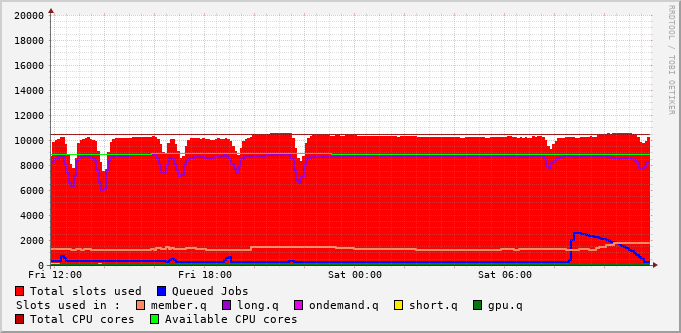 RRDTOOL / TOBI OETIKER
20000
18000
16000
14000
12000
10000
8000
6000
4000
2000
0
Fri 12:00 Fri 18:00 Sat 00:00 Sat 06:00
Total slots used Queued Jobs
Slots used in : member.q long.q ondemand.q short.q gpu.q
Total CPU cores Available CPU cores